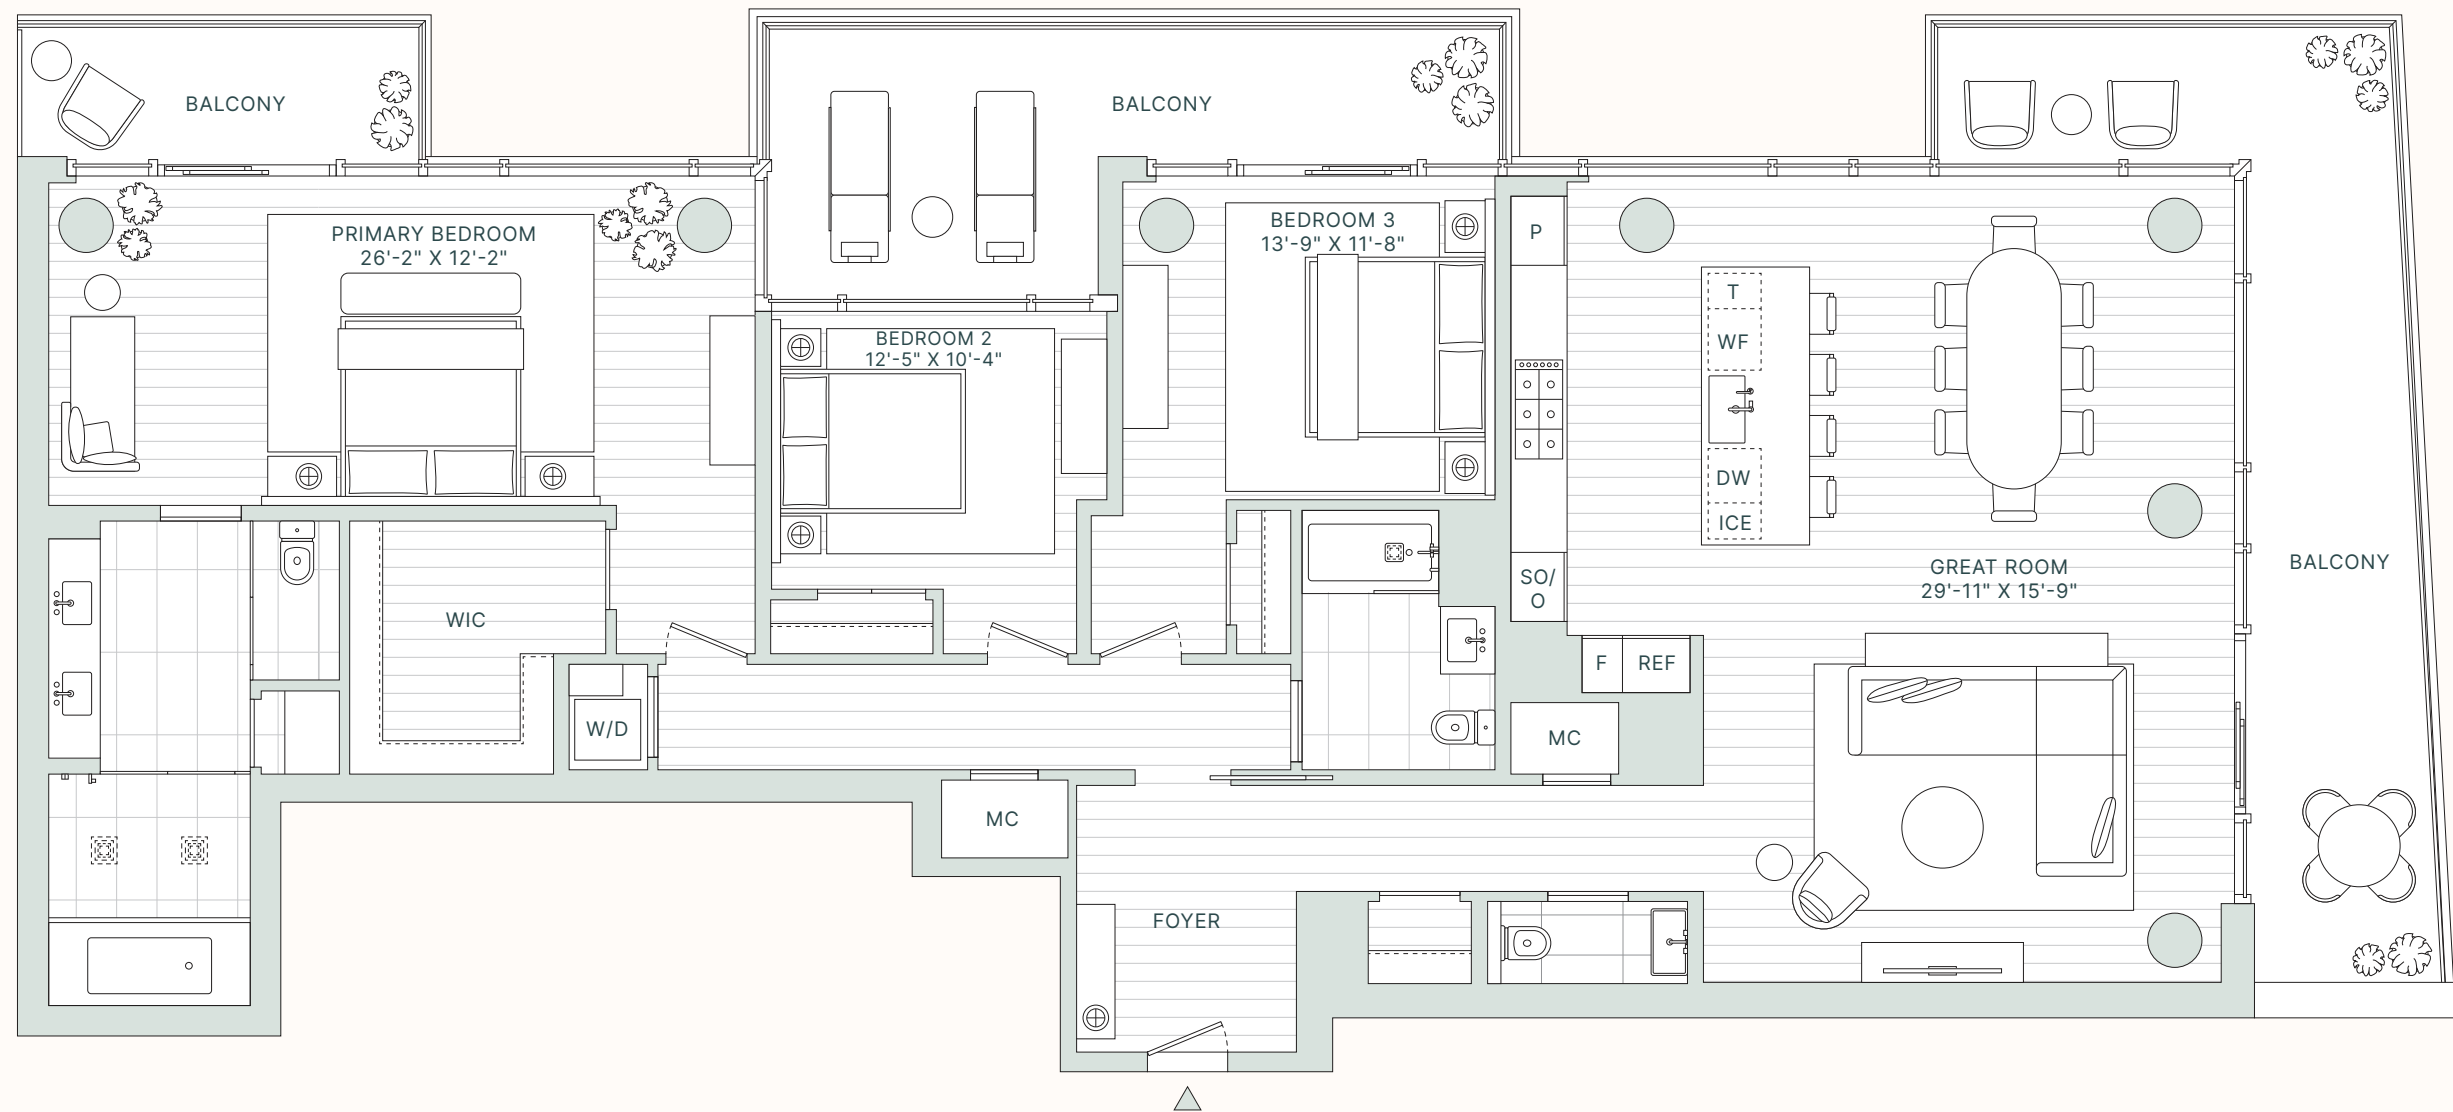 BALCONY
BALCONY
PRIMARY BEDROOM
26'-2" X 12'-2"
BEDROOM 3
13'-9" X 11'-8"
P
BEDROOM 2
12'-5" X 10'-4"
T
WF
DW
ICE
BALCONY
GREAT ROOM
29'-11" X 15'-9"
SO/
O
WIC
F
REF
W/D
MC
MC
FOYER